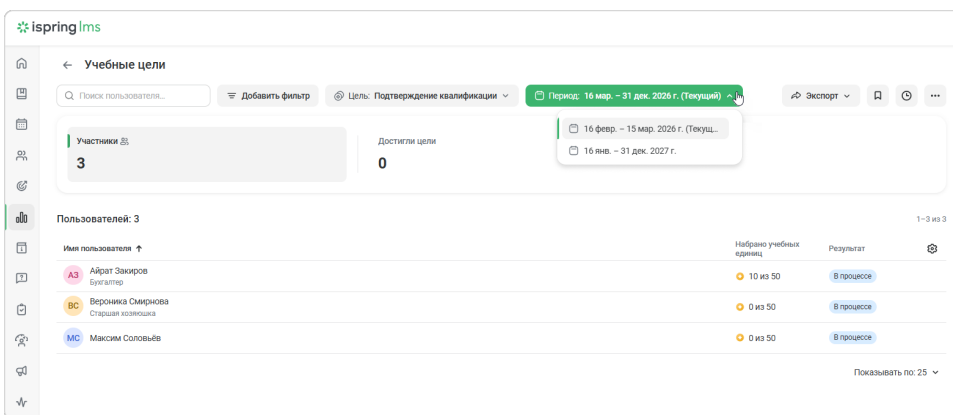 ispring lms
Учебные цели
Поиск пользователя...
Добавить фильтр
Цель: Подтверждение квалификации
Период: 16 мар. – 31 дек. 2026 г. (Текущий)
Экспорт
16 февр. – 15 мар. 2026 г. (Текущ...
16 янв. – 31 дек. 2027 г.
Участники
3
Достигли цели
0
Пользователей: 3
1–3 из 3
Имя пользователя
Набрано учебных
единиц
Результат
АЗ
Айрат Закиров
Бухгалтер
10 из 50
В процессе
ВС
Вероника Смирнова
Старшая хозяюшка
0 из 50
В процессе
МС
Максим Соловьёв
0 из 50
В процессе
Показывать по: 25